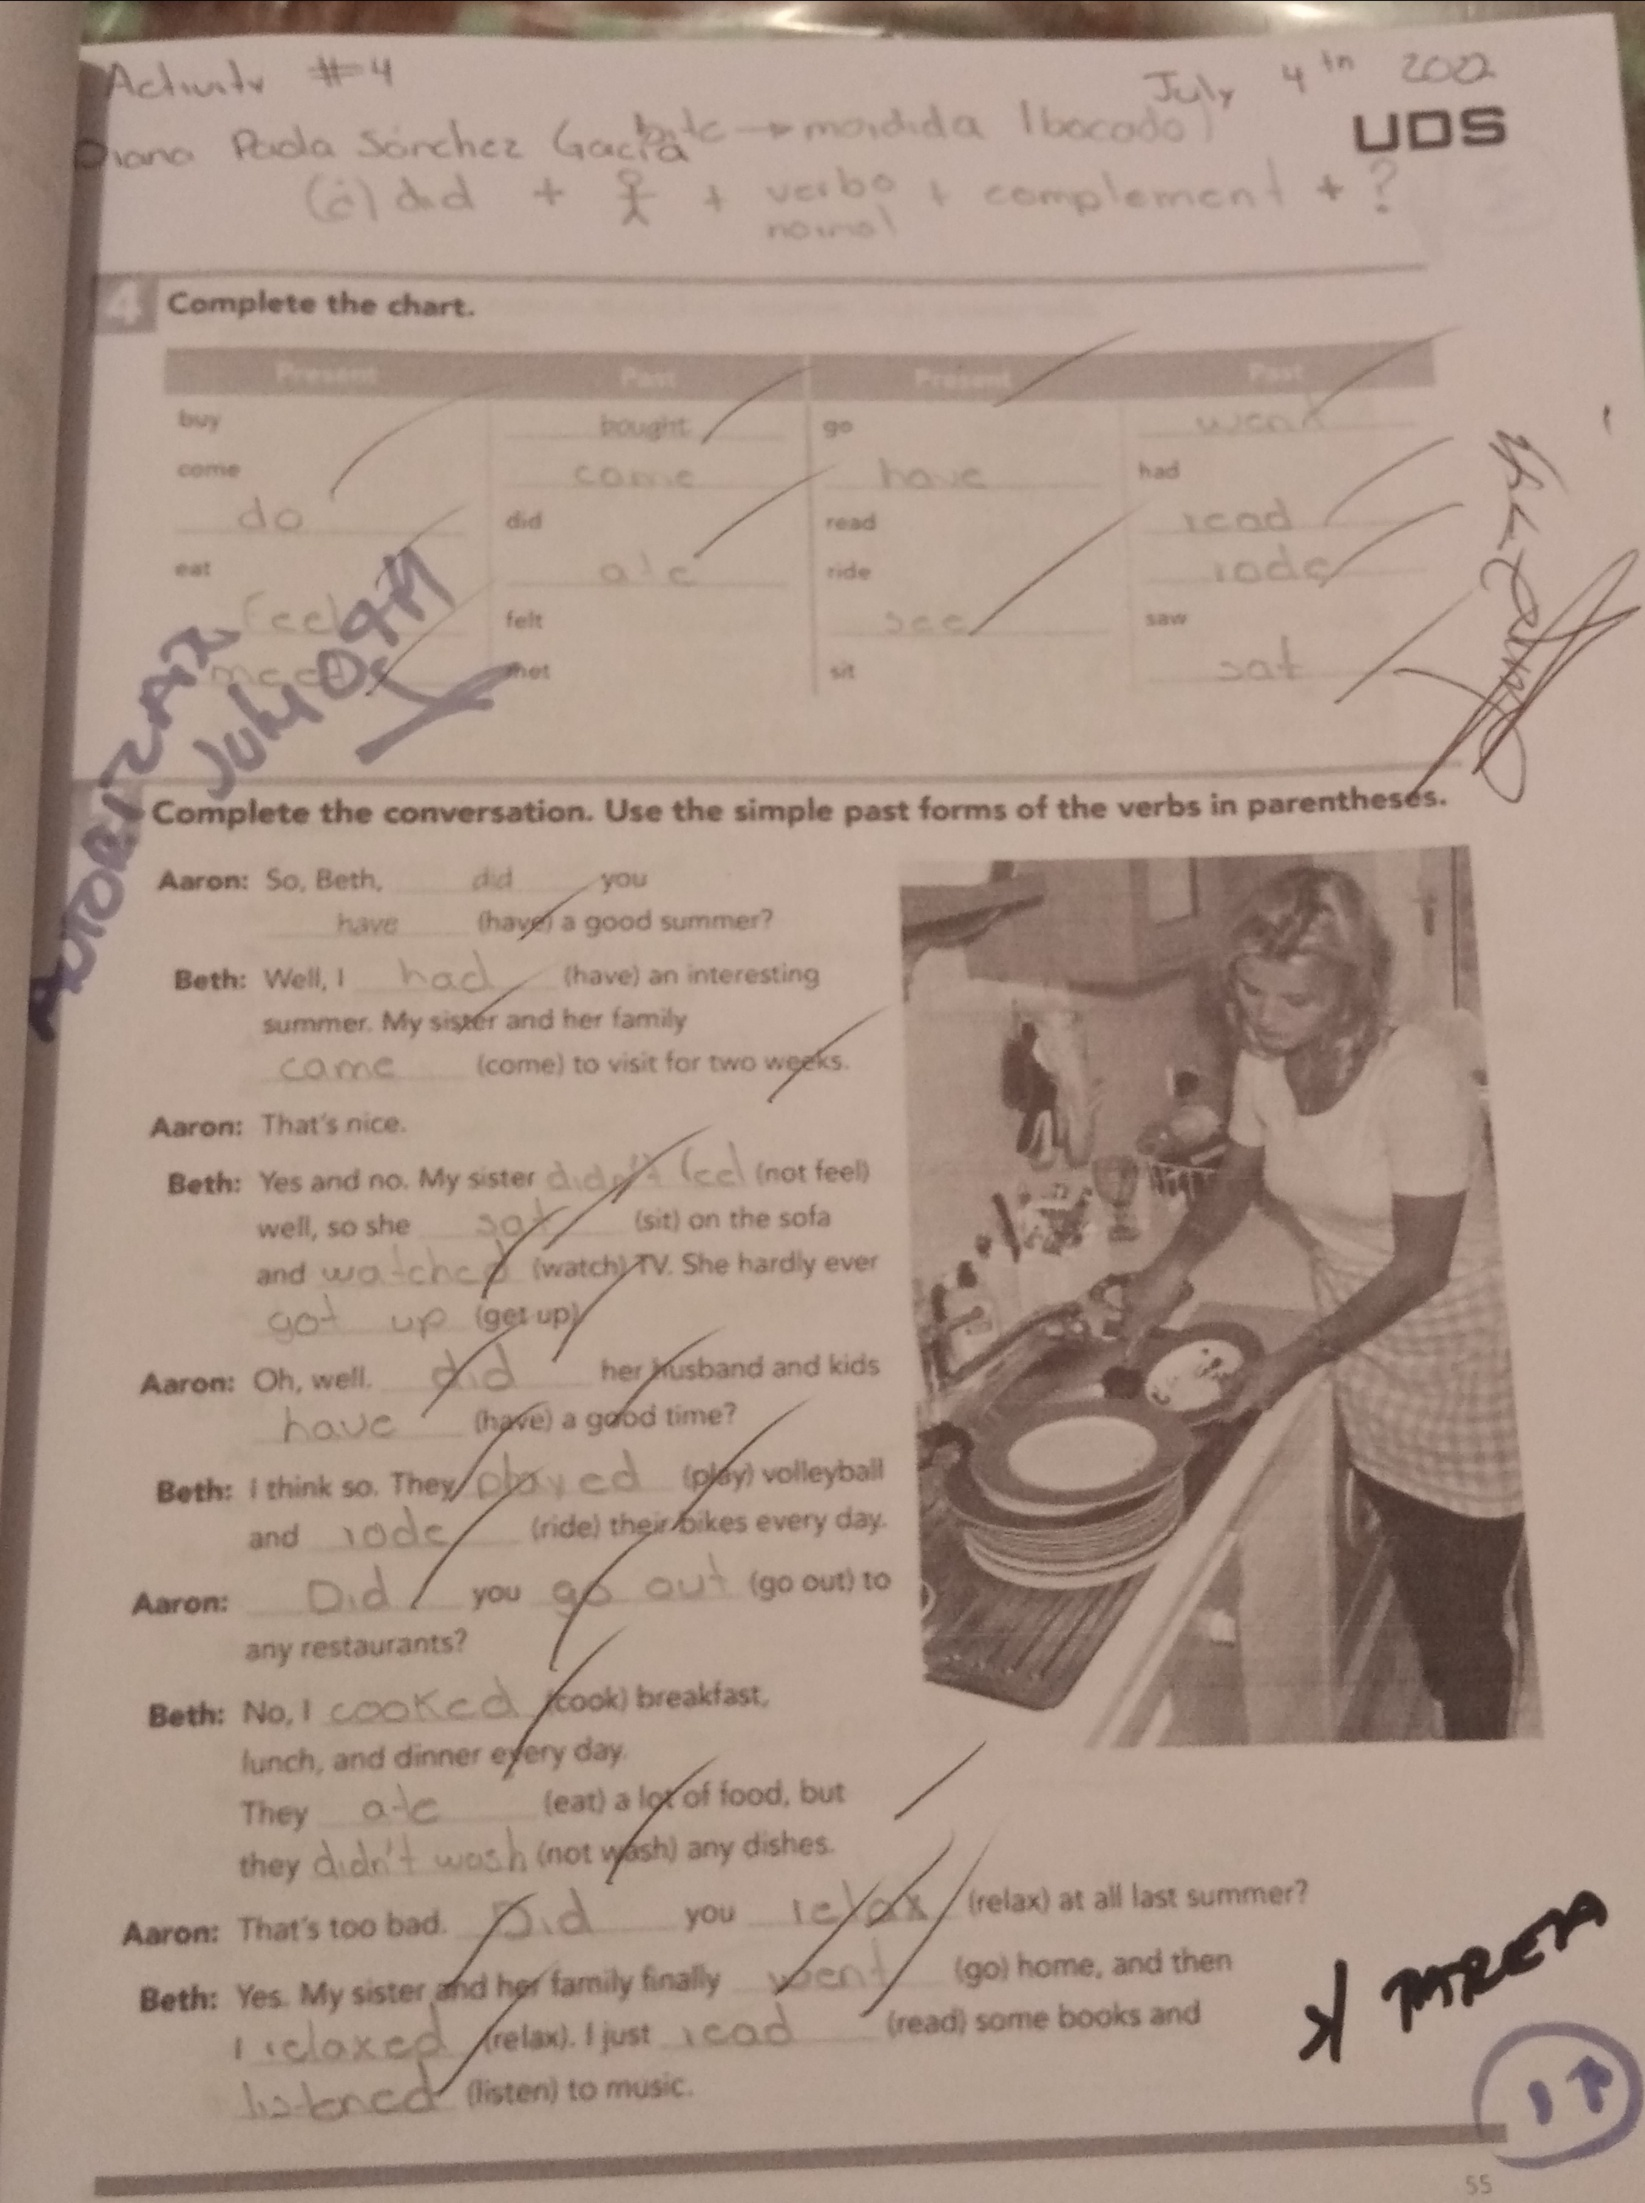 Activity #4 July 4th 2022
Diana Paola Sánchez Gacía bite → mordida (bocado) UDS
did + + verbo + complement + ?
normal
4 Complete the chart.
Present Past Present Past
buy bought go went
come came have had
do did read read
eat ate ride rode
feel felt see saw
meet met sit sat
Complete the conversation. Use the simple past forms of the verbs in parentheses.
Aaron: So, Beth, did you
have (have) a good summer?
Beth: Well, I had (have) an interesting
summer. My sister and her family
came (come) to visit for two weeks.
Aaron: That's nice.
Beth: Yes and no. My sister didn't feel (not feel)
well, so she sat (sit) on the sofa
and watched (watch) TV. She hardly ever
got up (get up).
Aaron: Oh, well. did her husband and kids
have (have) a good time?
Beth: I think so. They played (play) volleyball
and rode (ride) their bikes every day.
Aaron: Did you go out (go out) to
any restaurants?
Beth: No, I cooked (cook) breakfast,
lunch, and dinner every day.
They ate (eat) a lot of food, but
they didn't wash (not wash) any dishes.
Aaron: That's too bad. Did you relax (relax) at all last summer?
Beth: Yes. My sister and her family finally went (go) home, and then
I relaxed (relax). I just read (read) some books and
listened (listen) to music.
55